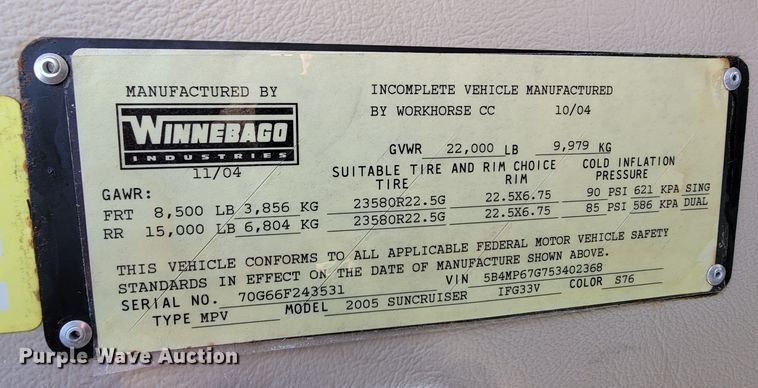 MANUFACTURED BY
WINNEBAGO
INDUSTRIES
11/04
INCOMPLETE VEHICLE MANUFACTURED
BY WORKHORSE CC 10/04
GVWR 22,000 LB 9,979 KG
SUITABLE TIRE AND RIM CHOICE COLD INFLATION
TIRE RIM PRESSURE
GAWR:
FRT 8,500 LB 3,856 KG 23580R22.5G 22.5X6.75 90 PSI 621 KPA SING
RR 15,000 LB 6,804 KG 23580R22.5G 22.5X6.75 85 PSI 586 KPA DUAL
THIS VEHICLE CONFORMS TO ALL APPLICABLE FEDERAL MOTOR VEHICLE SAFETY
STANDARDS IN EFFECT ON THE DATE OF MANUFACTURE SHOWN ABOVE.
SERIAL NO. 70G66F243531 VIN 5B4MP67G753402368
TYPE MPV MODEL 2005 SUNCRUISER IFG33V COLOR S76
Purple Wave Auction